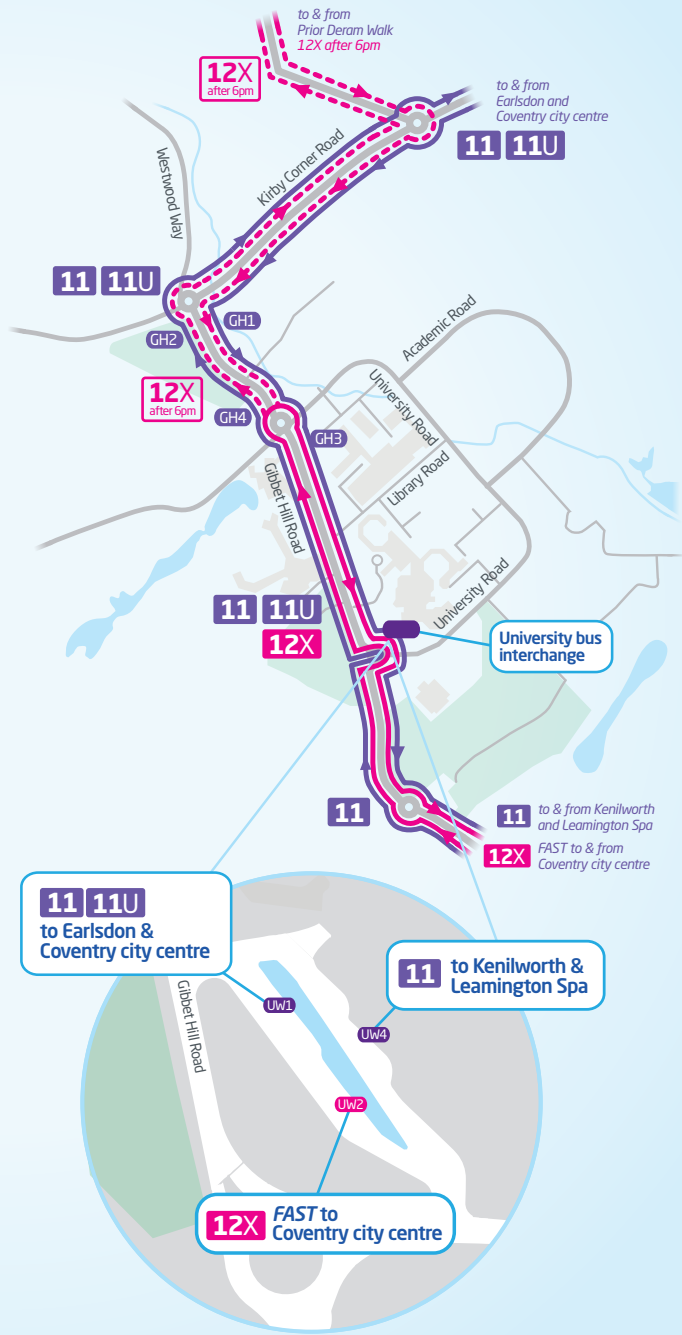 to & from
Prior Deram Walk
12X after 6pm
12X
after 6pm
to & from
Earlsdon and
Coventry city centre
11 11U
Kirby Corner Road
Westwood Way
11 11U
GH1
GH2
Academic Road
12X
after 6pm
GH4
GH3
University Road
Library Road
Gibbet Hill Road
11 11U
12X
University Road
University bus
interchange
11
11 to & from Kenilworth
and Leamington Spa
12X FAST to & from
Coventry city centre
11 11U
to Earlsdon &
Coventry city centre
11 to Kenilworth &
Leamington Spa
Gibbet Hill Road
UW1
UW4
UW2
12X FAST to
Coventry city centre